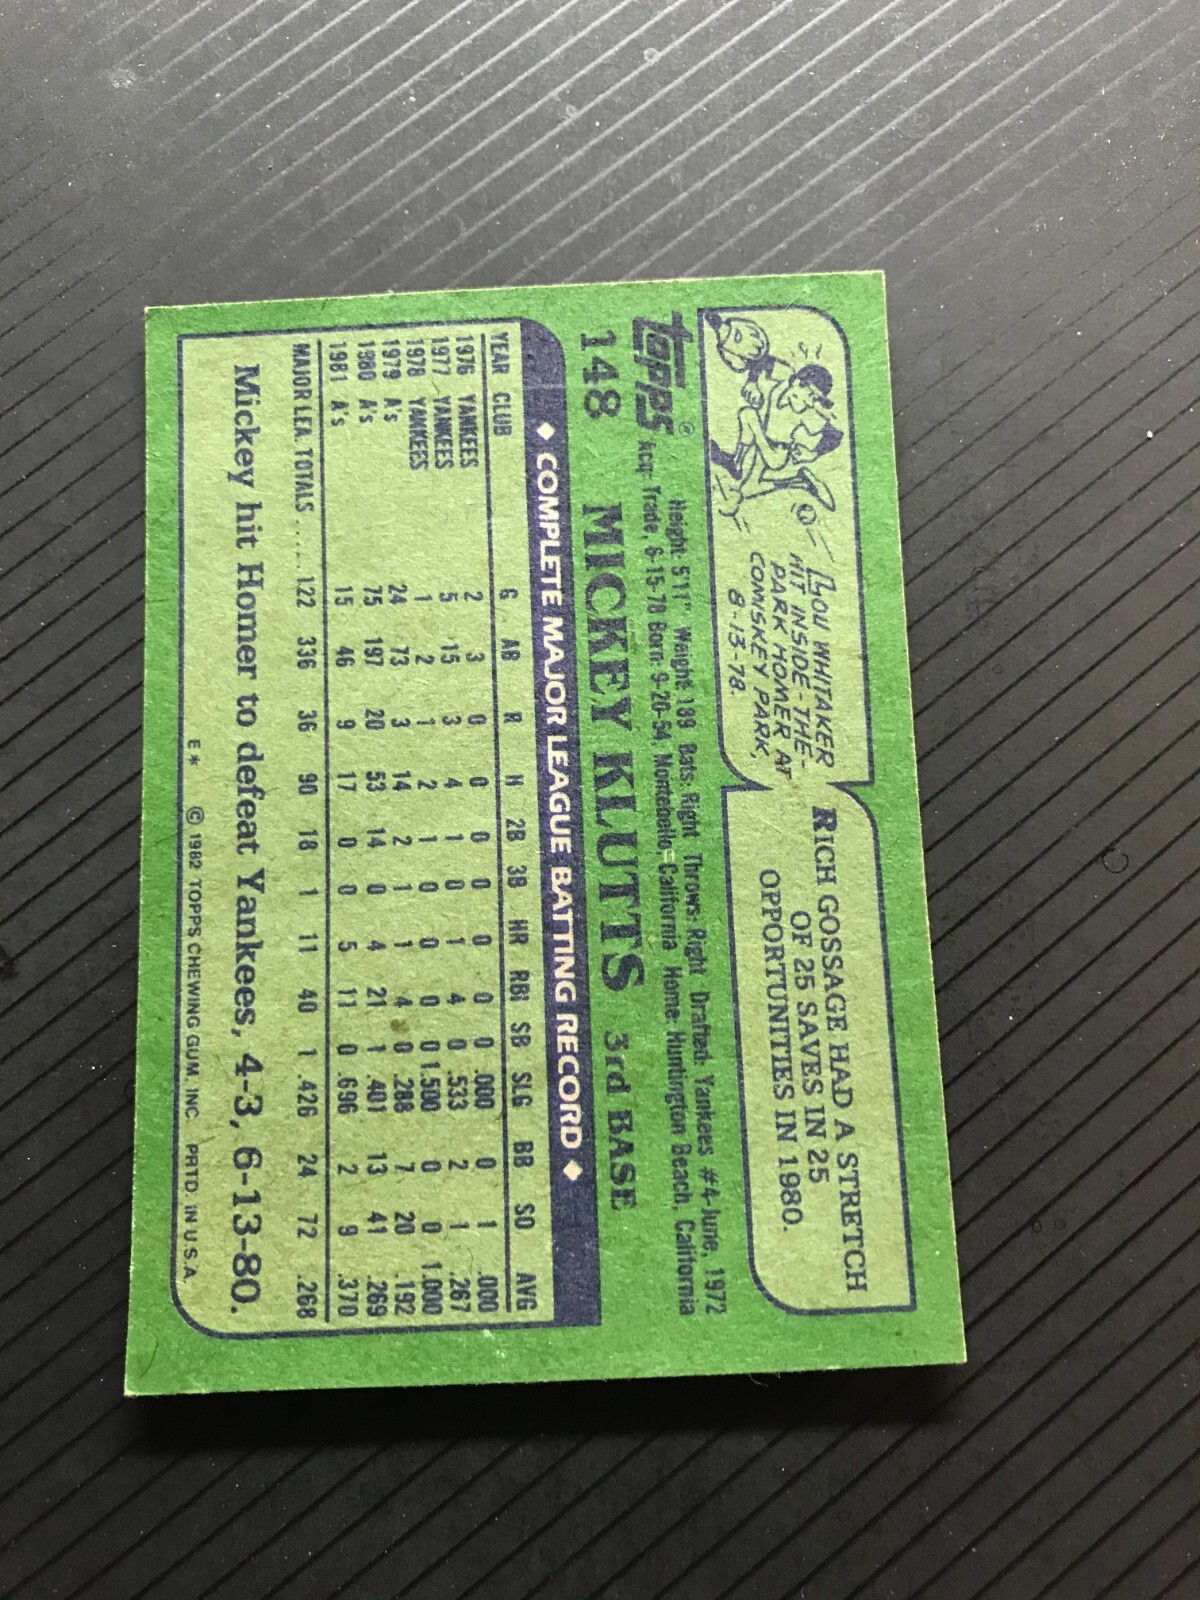 LOU WHITAKER
HIT INSIDE-THE-
PARK HOMER AT
COMISKEY PARK,
8-13-78.
RICH GOSSAGE HAD A STRETCH
OF 25 SAVES IN 25
OPPORTUNITIES IN 1980.
topps®
Height: 5'11" Weight: 189 Bats: Right Throws: Right Drafted: Yankees #4-June, 1972
Acq: Trade, 6-15-78 Born: 9-20-54, Montebello, California Home: Huntington Beach, California
148 MICKEY KLUTTS 3rd BASE
◆ COMPLETE MAJOR LEAGUE BATTING RECORD ◆
YEAR CLUB G AB R H 2B 3B HR RBI SB SLG BB SO AVG
1976 YANKEES 2 3 0 0 0 0 0 0 0 .000 0 1 .000
1977 YANKEES 5 15 3 4 1 0 1 4 0 .533 2 1 .267
1978 YANKEES 1 2 1 2 1 0 0 0 0 1.500 0 0 1.000
1979 A's 24 73 3 14 2 1 1 4 0 .288 7 20 .192
1980 A's 75 197 20 53 14 0 4 21 1 .401 13 41 .269
1981 A's 15 46 9 17 0 0 5 11 0 .696 2 9 .370
MAJOR LEA. TOTALS ...... 122 336 36 90 18 1 11 40 1 .426 24 72 .268
Mickey hit Homer to defeat Yankees, 4-3, 6-13-80.
E* © 1982 TOPPS CHEWING GUM, INC. PRTD. IN U.S.A.